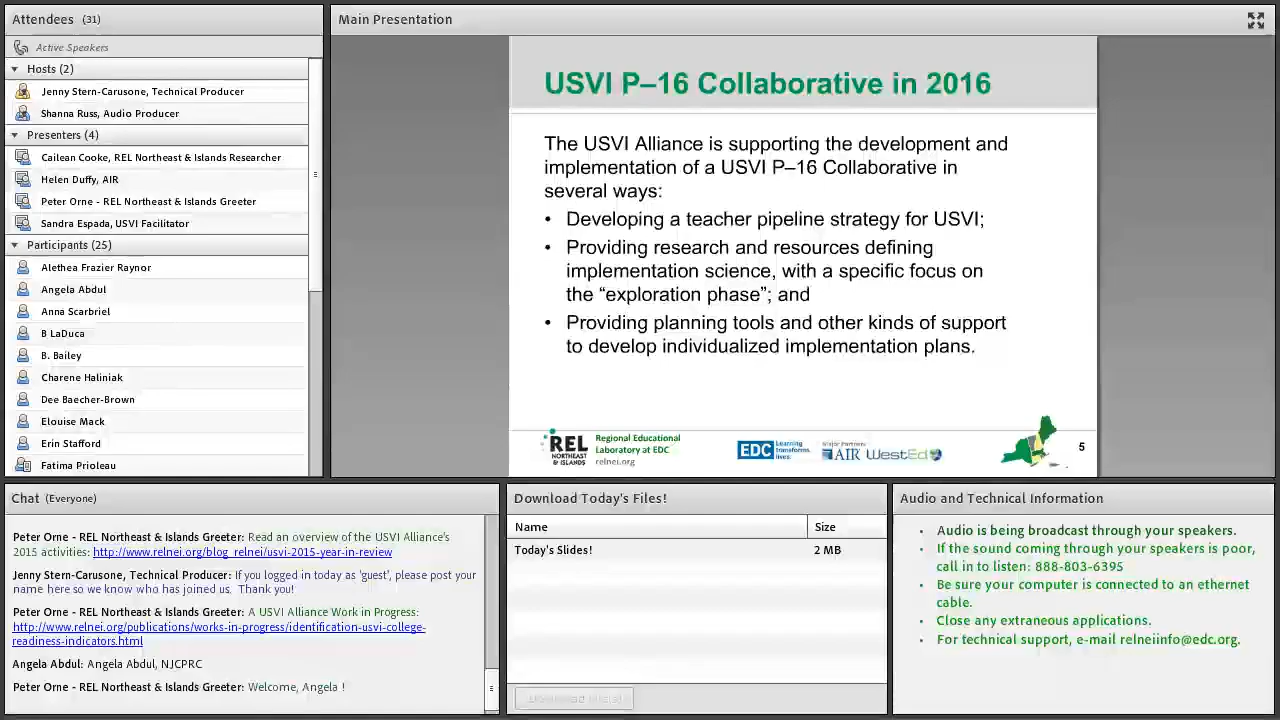 Attendees (31)
Active Speakers
Hosts (2)
Jenny Stern-Carusone, Technical Producer
Shanna Russ, Audio Producer
Presenters (4)
Cailean Cooke, REL Northeast & Islands Researcher
Helen Duffy, AIR
Peter Orne - REL Northeast & Islands Greeter
Sandra Espada, USVI Facilitator
Participants (25)
Alethea Frazier Raynor
Angela Abdul
Anna Scarbriel
B LaDuca
B. Bailey
Charene Haliniak
Dee Baecher-Brown
Elouise Mack
Erin Stafford
Fatima Prioleau
Main Presentation
USVI P–16 Collaborative in 2016
The USVI Alliance is supporting the development and
implementation of a USVI P–16 Collaborative in
several ways:
• Developing a teacher pipeline strategy for USVI;
• Providing research and resources defining
implementation science, with a specific focus on
the “exploration phase”; and
• Providing planning tools and other kinds of support
to develop individualized implementation plans.
REL
NORTHEAST
& ISLANDS
Regional Educational
Laboratory at EDC
relnei.org
EDC
Learning
transforms
lives.
Major Partners
AIR WestEd
5
Chat (Everyone)
Peter Orne - REL Northeast & Islands Greeter: Read an overview of the USVI Alliance's
2015 activities: http://www.relnei.org/blog_relnei/usvi-2015-year-in-review
Jenny Stern-Carusone, Technical Producer: If you logged in today as 'guest', please post your
name here so we know who has joined us. Thank you!
Peter Orne - REL Northeast & Islands Greeter: A USVI Alliance Work in Progress:
http://www.relnei.org/publications/works-in-progress/identification-usvi-college-
readiness-indicators.html
Angela Abdul: Angela Abdul, NJCPRC
Peter Orne - REL Northeast & Islands Greeter: Welcome, Angela !
Download Today's Files!
Name Size
Today's Slides! 2 MB
Audio and Technical Information
• Audio is being broadcast through your speakers.
• If the sound coming through your speakers is poor,
call in to listen: 888-803-6395
• Be sure your computer is connected to an ethernet
cable.
• Close any extraneous applications.
• For technical support, e-mail relneiinfo@edc.org.